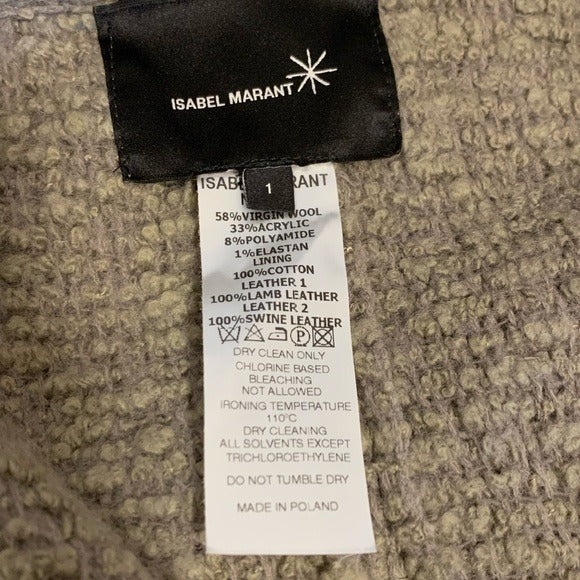 ISABEL MARANT
1
58%VIRGIN WOOL
33%ACRYLIC
8%POLYAMIDE
1%ELASTAN
LINING
100%COTTON
LEATHER 1
100%LAMB LEATHER
LEATHER 2
100%SWINE LEATHER
P
DRY CLEAN ONLY
CHLORINE BASED
BLEACHING
NOT ALLOWED
IRONING TEMPERATURE
110°C
DRY CLEANING
ALL SOLVENTS EXCEPT
TRICHLOROETHYLENE
DO NOT TUMBLE DRY
MADE IN POLAND